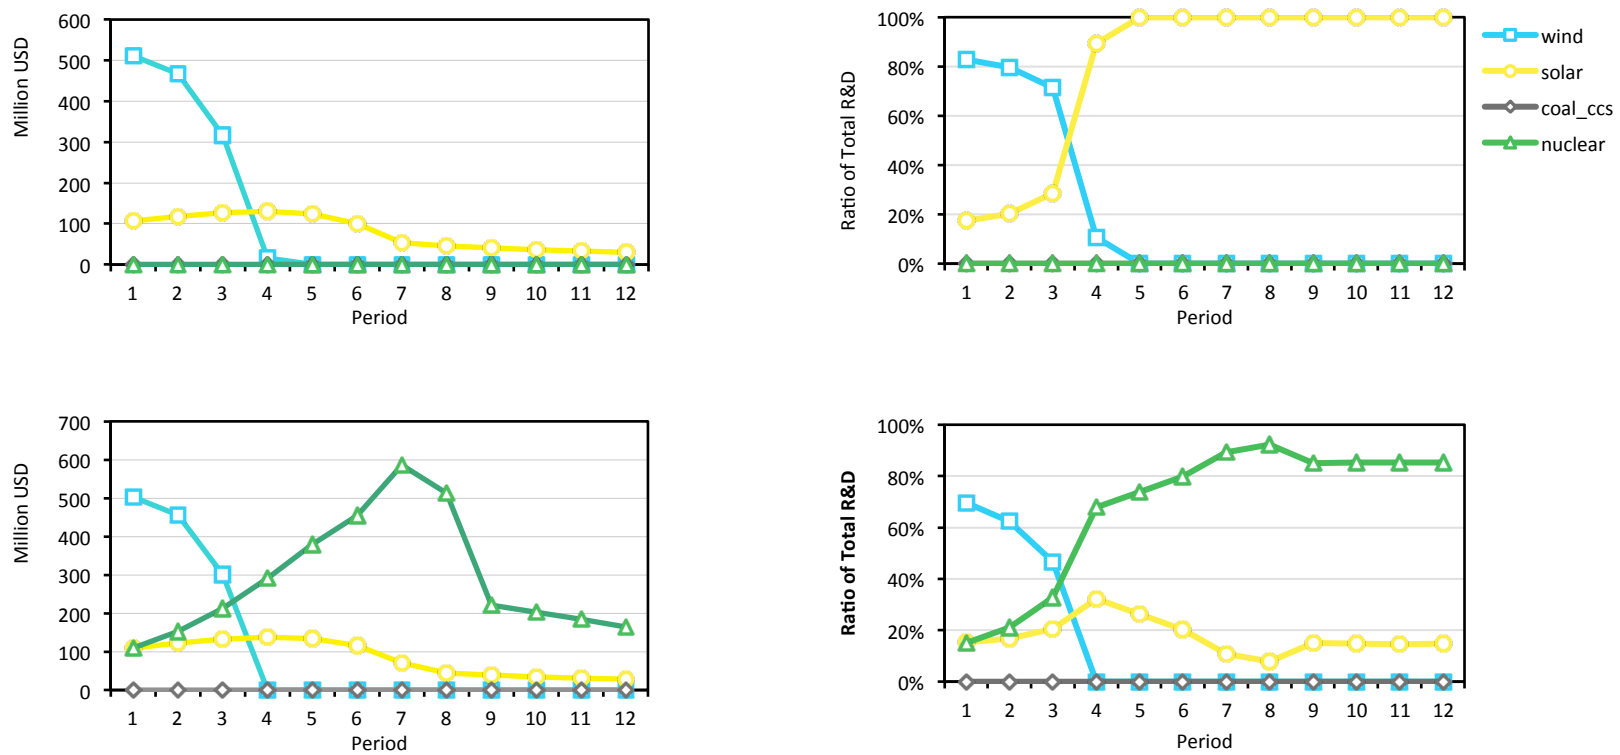 600
500
400
300
200
100
0
Million USD
1 2 3 4 5 6 7 8 9 10 11 12
Period
100%
80%
60%
40%
20%
0%
Ratio of Total R&D
1 2 3 4 5 6 7 8 9 10 11 12
Period
wind
solar
coal_ccs
nuclear
700
600
500
400
300
200
100
0
Million USD
1 2 3 4 5 6 7 8 9 10 11 12
Period
100%
80%
60%
40%
20%
0%
Ratio of Total R&D
1 2 3 4 5 6 7 8 9 10 11 12
Period